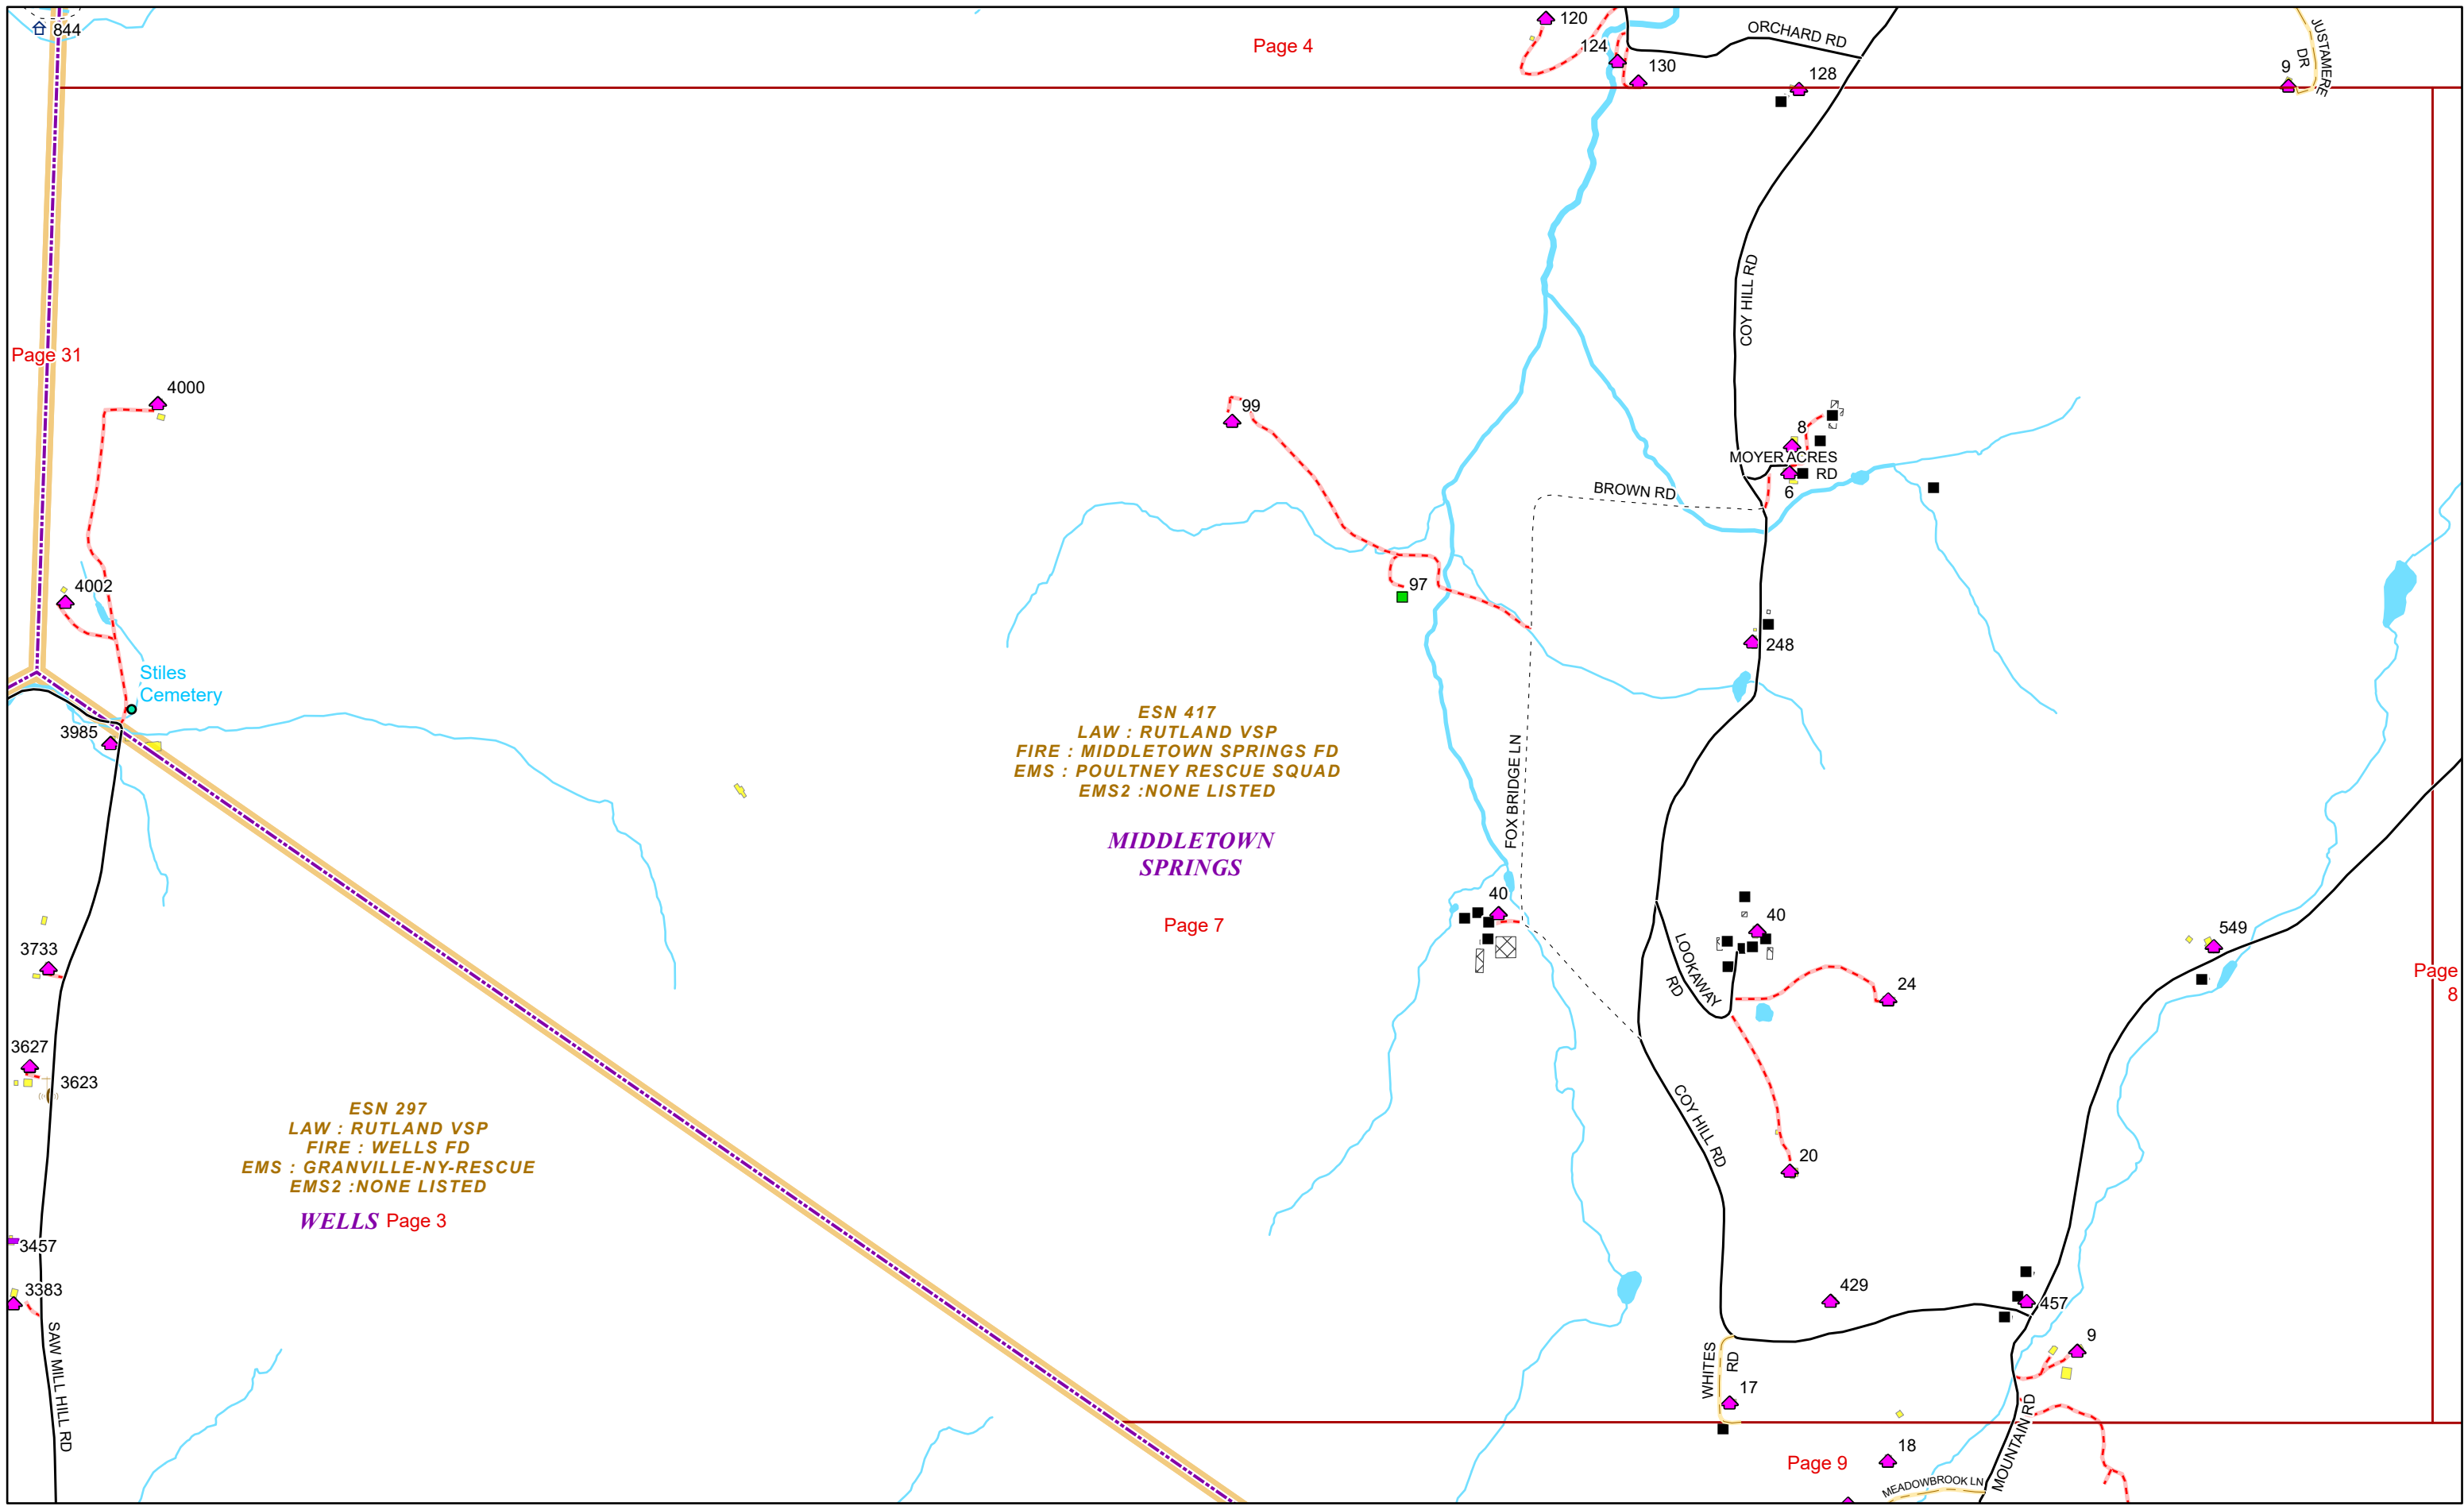 844
Page 4
120
124
130
ORCHARD RD
128
9
JUSTAMERE
DR
Page 31
4000
99
COY HILL RD
8
MOYER ACRES
RD
6
BROWN RD
4002
97
248
Stiles
Cemetery
3985
ESN 417
LAW : RUTLAND VSP
FIRE : MIDDLETOWN SPRINGS FD
EMS : POULTNEY RESCUE SQUAD
EMS2 :NONE LISTED
MIDDLETOWN
SPRINGS
Page 7
FOX BRIDGE LN
40
40
LOOKAWAY
RD
24
549
Page
8
3733
3627
3623
ESN 297
LAW : RUTLAND VSP
FIRE : WELLS FD
EMS : GRANVILLE-NY-RESCUE
EMS2 :NONE LISTED
WELLS Page 3
COY HILL RD
20
3457
3383
SAW MILL HILL RD
429
457
9
WHITES
RD
17
MOUNTAIN RD
Page 9
18
MEADOWBROOK LN